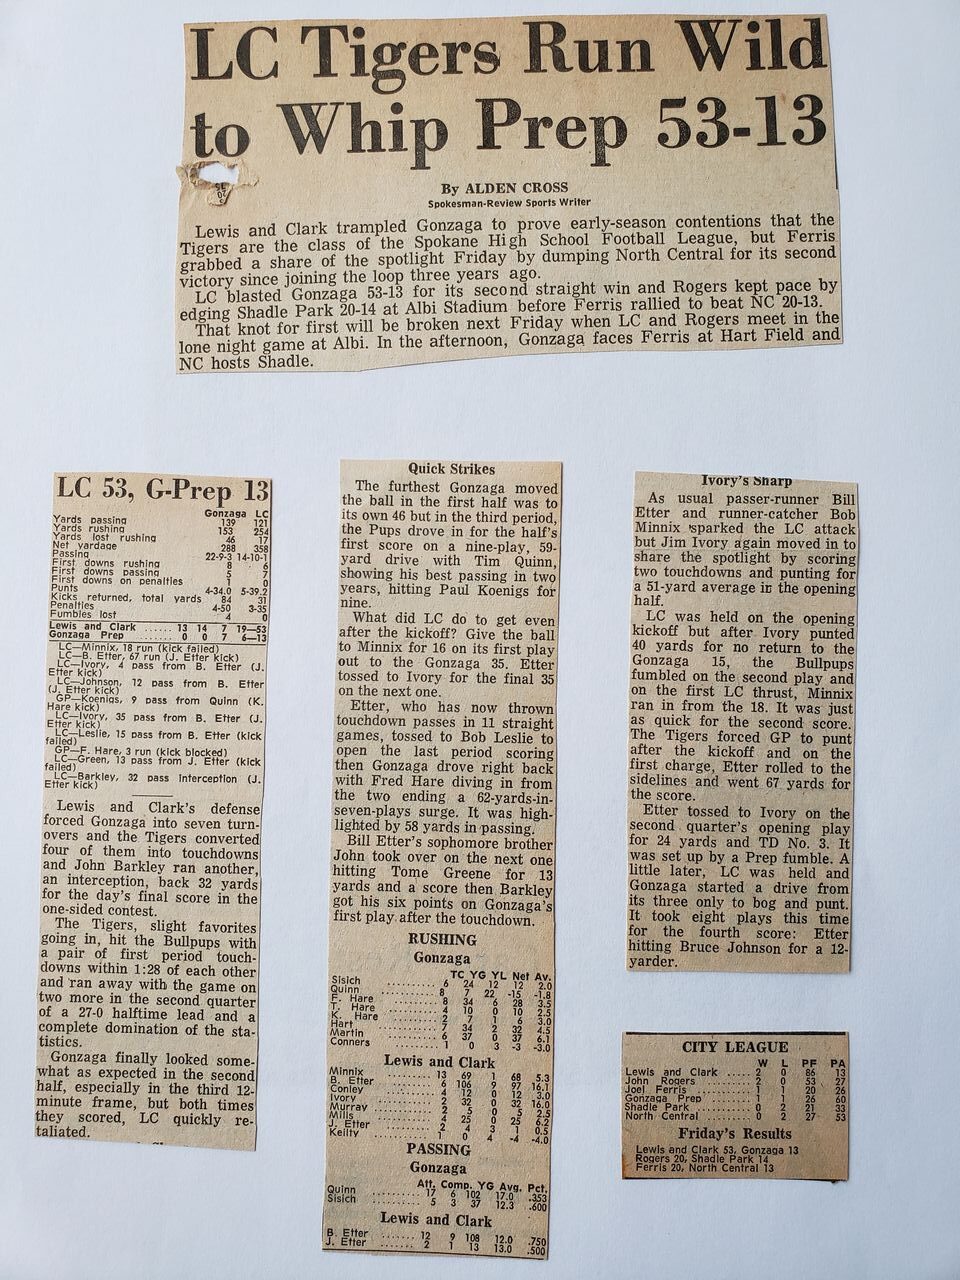 LC Tigers Run Wild
to Whip Prep 53-13
By ALDEN CROSS
Spokesman-Review Sports Writer
Lewis and Clark trampled Gonzaga to prove early-season contentions that the
Tigers are the class of the Spokane High School Football League, but Ferris
grabbed a share of the spotlight Friday by dumping North Central for its second
victory since joining the loop three years ago.
LC blasted Gonzaga 53-13 for its second straight win and Rogers kept pace by
edging Shadle Park 20-14 at Albi Stadium before Ferris rallied to beat NC 20-13.
That knot for first will be broken next Friday when LC and Rogers meet in the
lone night game at Albi. In the afternoon, Gonzaga faces Ferris at Hart Field and
NC hosts Shadle.
LC 53, G-Prep 13
Gonzaga LC
Yards passing 139 121
Yards rushing 153 254
Yards lost rushing 46 17
Net yardage 288 358
Passing 22-9-3 14-10-1
First downs rushing 8 6
First downs passing 5 7
First downs on penalties 1 0
Punts 4-34.0 5-39.2
Kicks returned, total yards 84 31
Penalties 4-50 3-35
Fumbles lost 4 0
Lewis and Clark ...... 13 14 7 19—53
Gonzaga Prep ......... 0 0 7 6—13
LC—Minnix, 18 run (kick failed)
LC—B. Etter, 67 run (J. Etter kick)
LC—Ivory, 4 pass from B. Etter (J.
Etter kick)
LC—Johnson, 12 pass from B. Etter
(J. Etter kick)
GP—Koenigs, 9 pass from Quinn (K.
Hare kick)
LC—Ivory, 35 pass from B. Etter (J.
Etter kick)
LC—Leslie, 15 pass from B. Etter (kick
failed)
GP—F. Hare, 3 run (kick blocked)
LC—Green, 13 pass from J. Etter (kick
failed)
LC—Barkley, 32 pass interception (J.
Etter kick)
Lewis and Clark's defense
forced Gonzaga into seven turn-
overs and the Tigers converted
four of them into touchdowns
and John Barkley ran another,
an interception, back 32 yards
for the day's final score in the
one-sided contest.
The Tigers, slight favorites
going in, hit the Bullpups with
a pair of first period touch-
downs within 1:28 of each other
and ran away with the game on
two more in the second quarter
of a 27-0 halftime lead and a
complete domination of the sta-
tistics.
Gonzaga finally looked some-
what as expected in the second
half, especially in the third 12-
minute frame, but both times
they scored, LC quickly re-
taliated.
Quick Strikes
The furthest Gonzaga moved
the ball in the first half was to
its own 46 but in the third period,
the Pups drove in for the half's
first score on a nine-play, 59-
yard drive with Tim Quinn,
showing his best passing in two
years, hitting Paul Koenigs for
nine.
What did LC do to get even
after the kickoff? Give the ball
to Minnix for 16 on its first play
out to the Gonzaga 35. Etter
tossed to Ivory for the final 35
on the next one.
Etter, who has now thrown
touchdown passes in 11 straight
games, tossed to Bob Leslie to
open the last period scoring
then Gonzaga drove right back
with Fred Hare diving in from
the two ending a 62-yards-in-
seven-plays surge. It was high-
lighted by 58 yards in passing.
Bill Etter's sophomore brother
John took over on the next one
hitting Tome Greene for 13
yards and a score then Barkley
got his six points on Gonzaga's
first play after the touchdown.
RUSHING
Gonzaga
TC YG YL Net Av.
Sisich .......... 6 24 12 12 2.0
Quinn .......... 8 7 22 -15 -1.8
F. Hare .......... 8 34 6 28 3.5
T. Hare .......... 4 10 0 10 2.5
K. Hare .......... 2 7 1 6 3.0
Hart .......... 7 34 2 32 4.5
Martin .......... 6 37 0 37 6.1
Conners .......... 1 0 3 -3 -3.0
Lewis and Clark
Minnix .......... 13 69 1 68 5.3
B. Etter .......... 6 106 9 97 16.1
Conley .......... 4 12 0 12 3.0
Ivory .......... 2 32 0 32 16.0
Murray .......... 2 5 0 5 2.5
Mills .......... 4 25 0 25 6.2
J. Etter .......... 2 4 3 1 0.5
Keilty .......... 1 0 4 -4 -4.0
PASSING
Gonzaga
Att. Comp. YG Avg. Pct.
Quinn .......... 17 6 102 17.0 .353
Sisich .......... 5 3 37 12.3 .600
Lewis and Clark
B. Etter ........ 12 9 108 12.0 .750
J. Etter ........ 2 1 13 13.0 .500
Ivory's Sharp
As usual passer-runner Bill
Etter and runner-catcher Bob
Minnix sparked the LC attack
but Jim Ivory again moved in to
share the spotlight by scoring
two touchdowns and punting for
a 51-yard average in the opening
half.
LC was held on the opening
kickoff but after Ivory punted
40 yards for no return to the
Gonzaga 15, the Bullpups
fumbled on the second play and
on the first LC thrust, Minnix
ran in from the 18. It was just
as quick for the second score.
The Tigers forced GP to punt
after the kickoff and on the
first charge, Etter rolled to the
sidelines and went 67 yards for
the score.
Etter tossed to Ivory on the
second quarter's opening play
for 24 yards and TD No. 3. It
was set up by a Prep fumble. A
little later, LC was held and
Gonzaga started a drive from
its three only to bog and punt.
It took eight plays this time
for the fourth score: Etter
hitting Bruce Johnson for a 12-
yarder.
CITY LEAGUE
W L PF PA
Lewis and Clark ..... 2 0 86 13
John Rogers ......... 2 0 53 27
Joel Ferris .......... 1 1 20 26
Gonzaga Prep ......... 1 1 26 60
Shadle Park .......... 0 2 21 33
North Central ........ 0 2 27 53
Friday's Results
Lewis and Clark 53, Gonzaga 13
Rogers 20, Shadle Park 14
Ferris 20, North Central 13